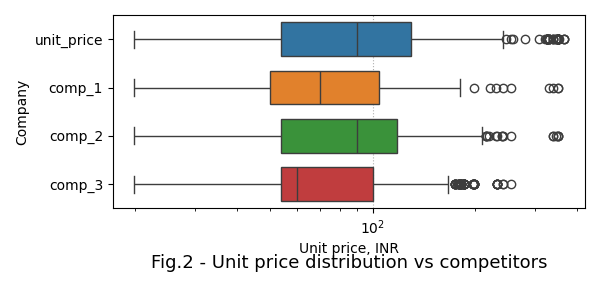 unit_price
comp_1
comp_2
comp_3
Company
10²
Unit price, INR
Fig.2 - Unit price distribution vs competitors